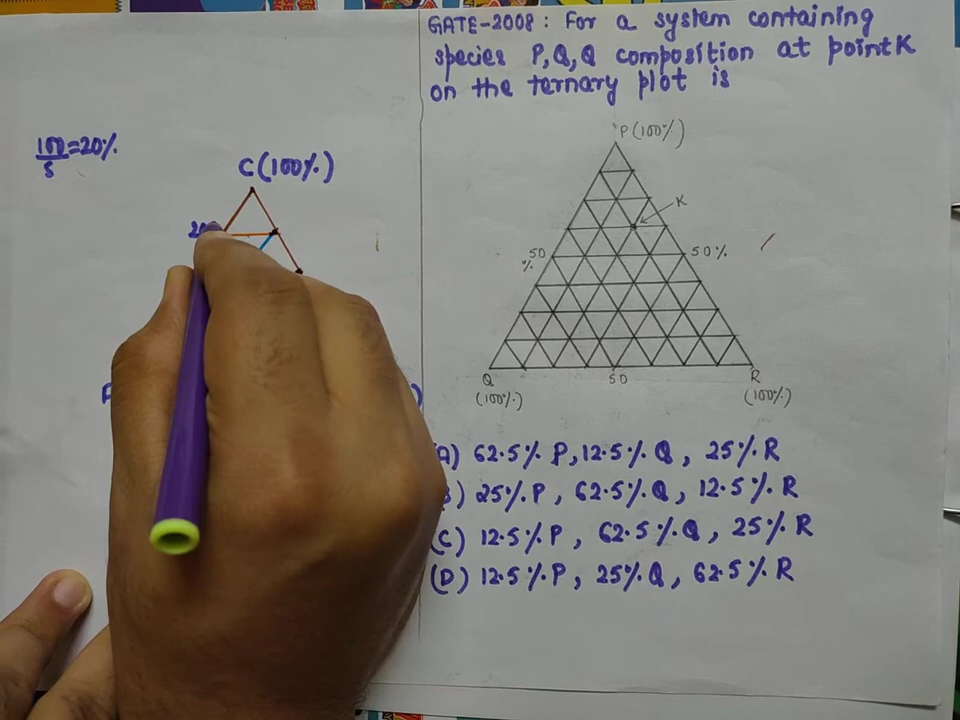 GATE-2008: For a system containing
species P,Q,Q composition at point K
on the ternary plot is
100/5=20%
C(100%)
P(100%)
K
50
%
50%
Q
(100%)
50
R
(100%)
A) 62.5% P, 12.5% Q, 25% R
) 25% P, 62.5% Q, 12.5% R
(C) 12.5% P, 62.5% Q, 25% R
(D) 12.5% P, 25% Q, 62.5% R